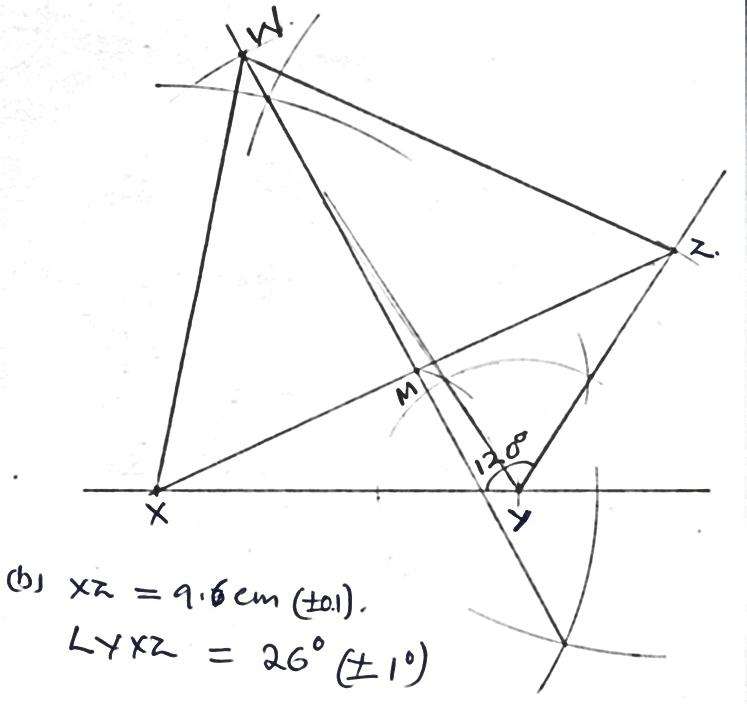 W.
Z.
M
120°
X
Y
(b) XZ = 9.6 cm (±0.1).
∠YXZ = 26° (±1°)